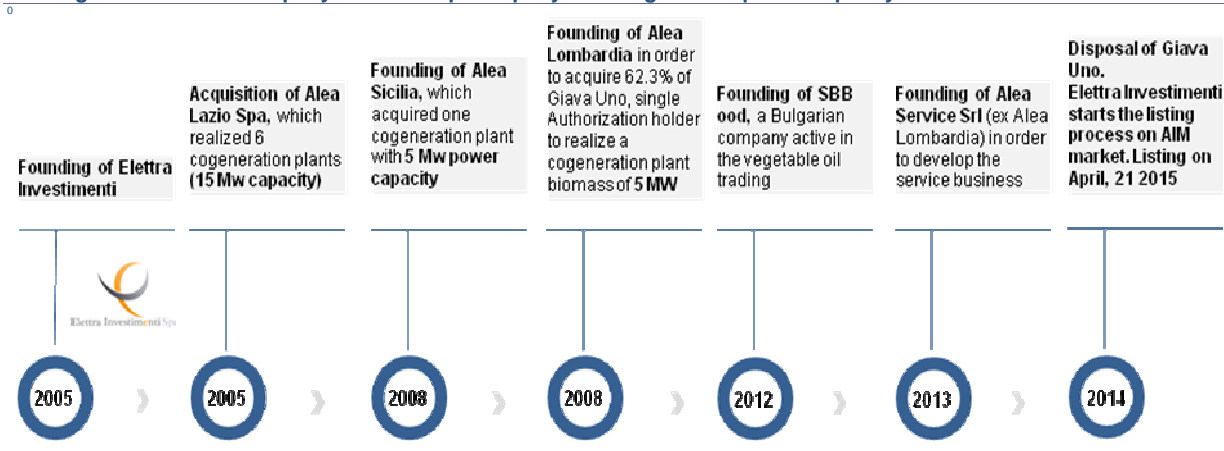 0
Founding of Elettra
Investimenti
Acquisition of Alea
Lazio Spa, which
realized 6
cogeneration plants
(15 Mw capacity)
Founding of Alea
Sicilia, which
acquired one
cogeneration plant
with 5 Mw power
capacity
Founding of Alea
Lombardia in order
to acquire 62.3% of
Giava Uno, single
Authorization holder
to realize a
cogeneration plant
biomass of 5 MW
Founding of SBB
ood, a Bulgarian
company active in
the vegetable oil
trading
Founding of Alea
Service Srl (ex Alea
Lombardia) in order
to develop the
service business
Disposal of Giava
Uno.
Elettra Investimenti
starts the listing
process on AIM
market. Listing on
April, 21 2015
Elettra Investimenti Spa
2005
2005
2008
2008
2012
2013
2014